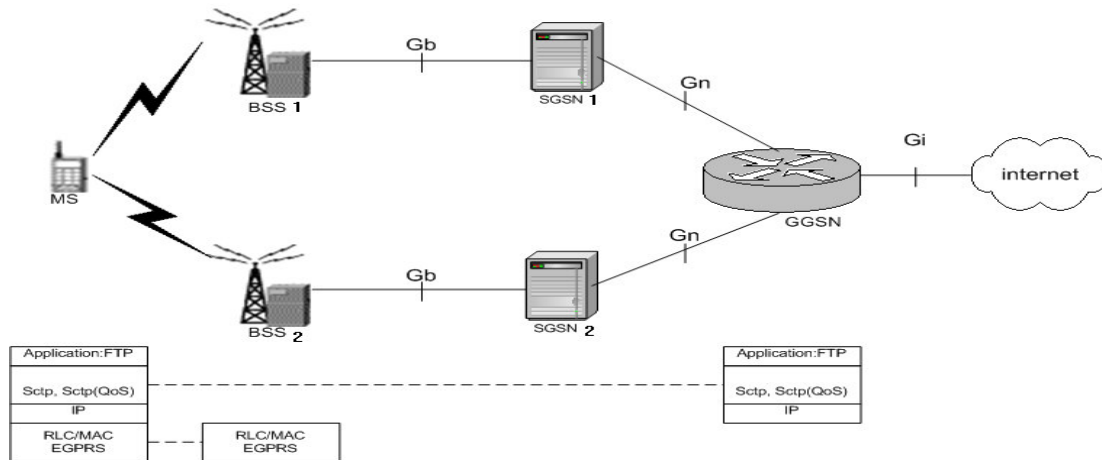 Gb
BSS 1
SGSN 1
Gn
Gi
MS
internet
GGSN
Gn
Gb
BSS 2
SGSN 2
Application:FTP
Sctp, Sctp(QoS)
IP
RLC/MAC
EGPRS
RLC/MAC
EGPRS
Application:FTP
Sctp, Sctp(QoS)
IP